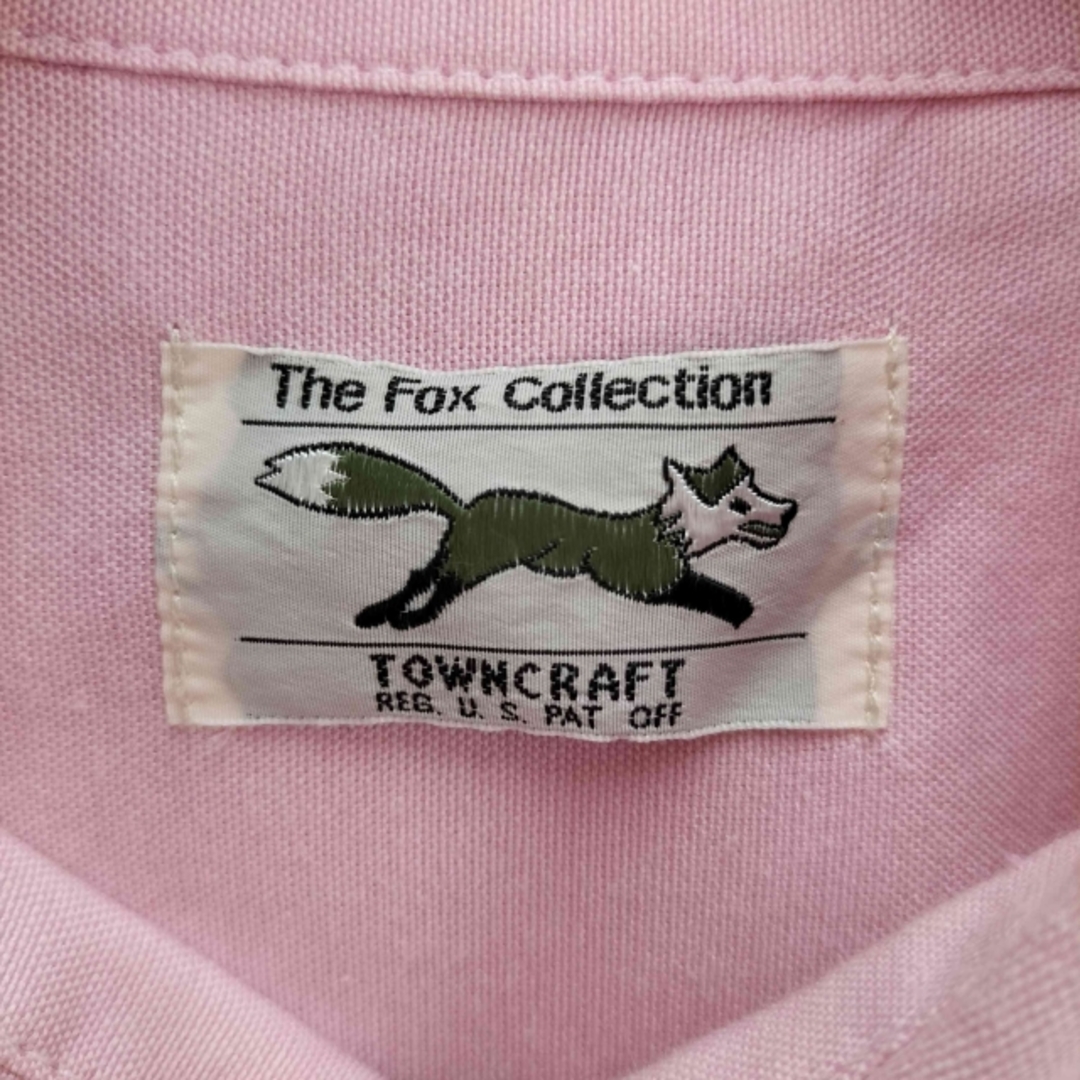 The Fox Collection
TOWNCRAFT
REG. U. S. PAT OFF